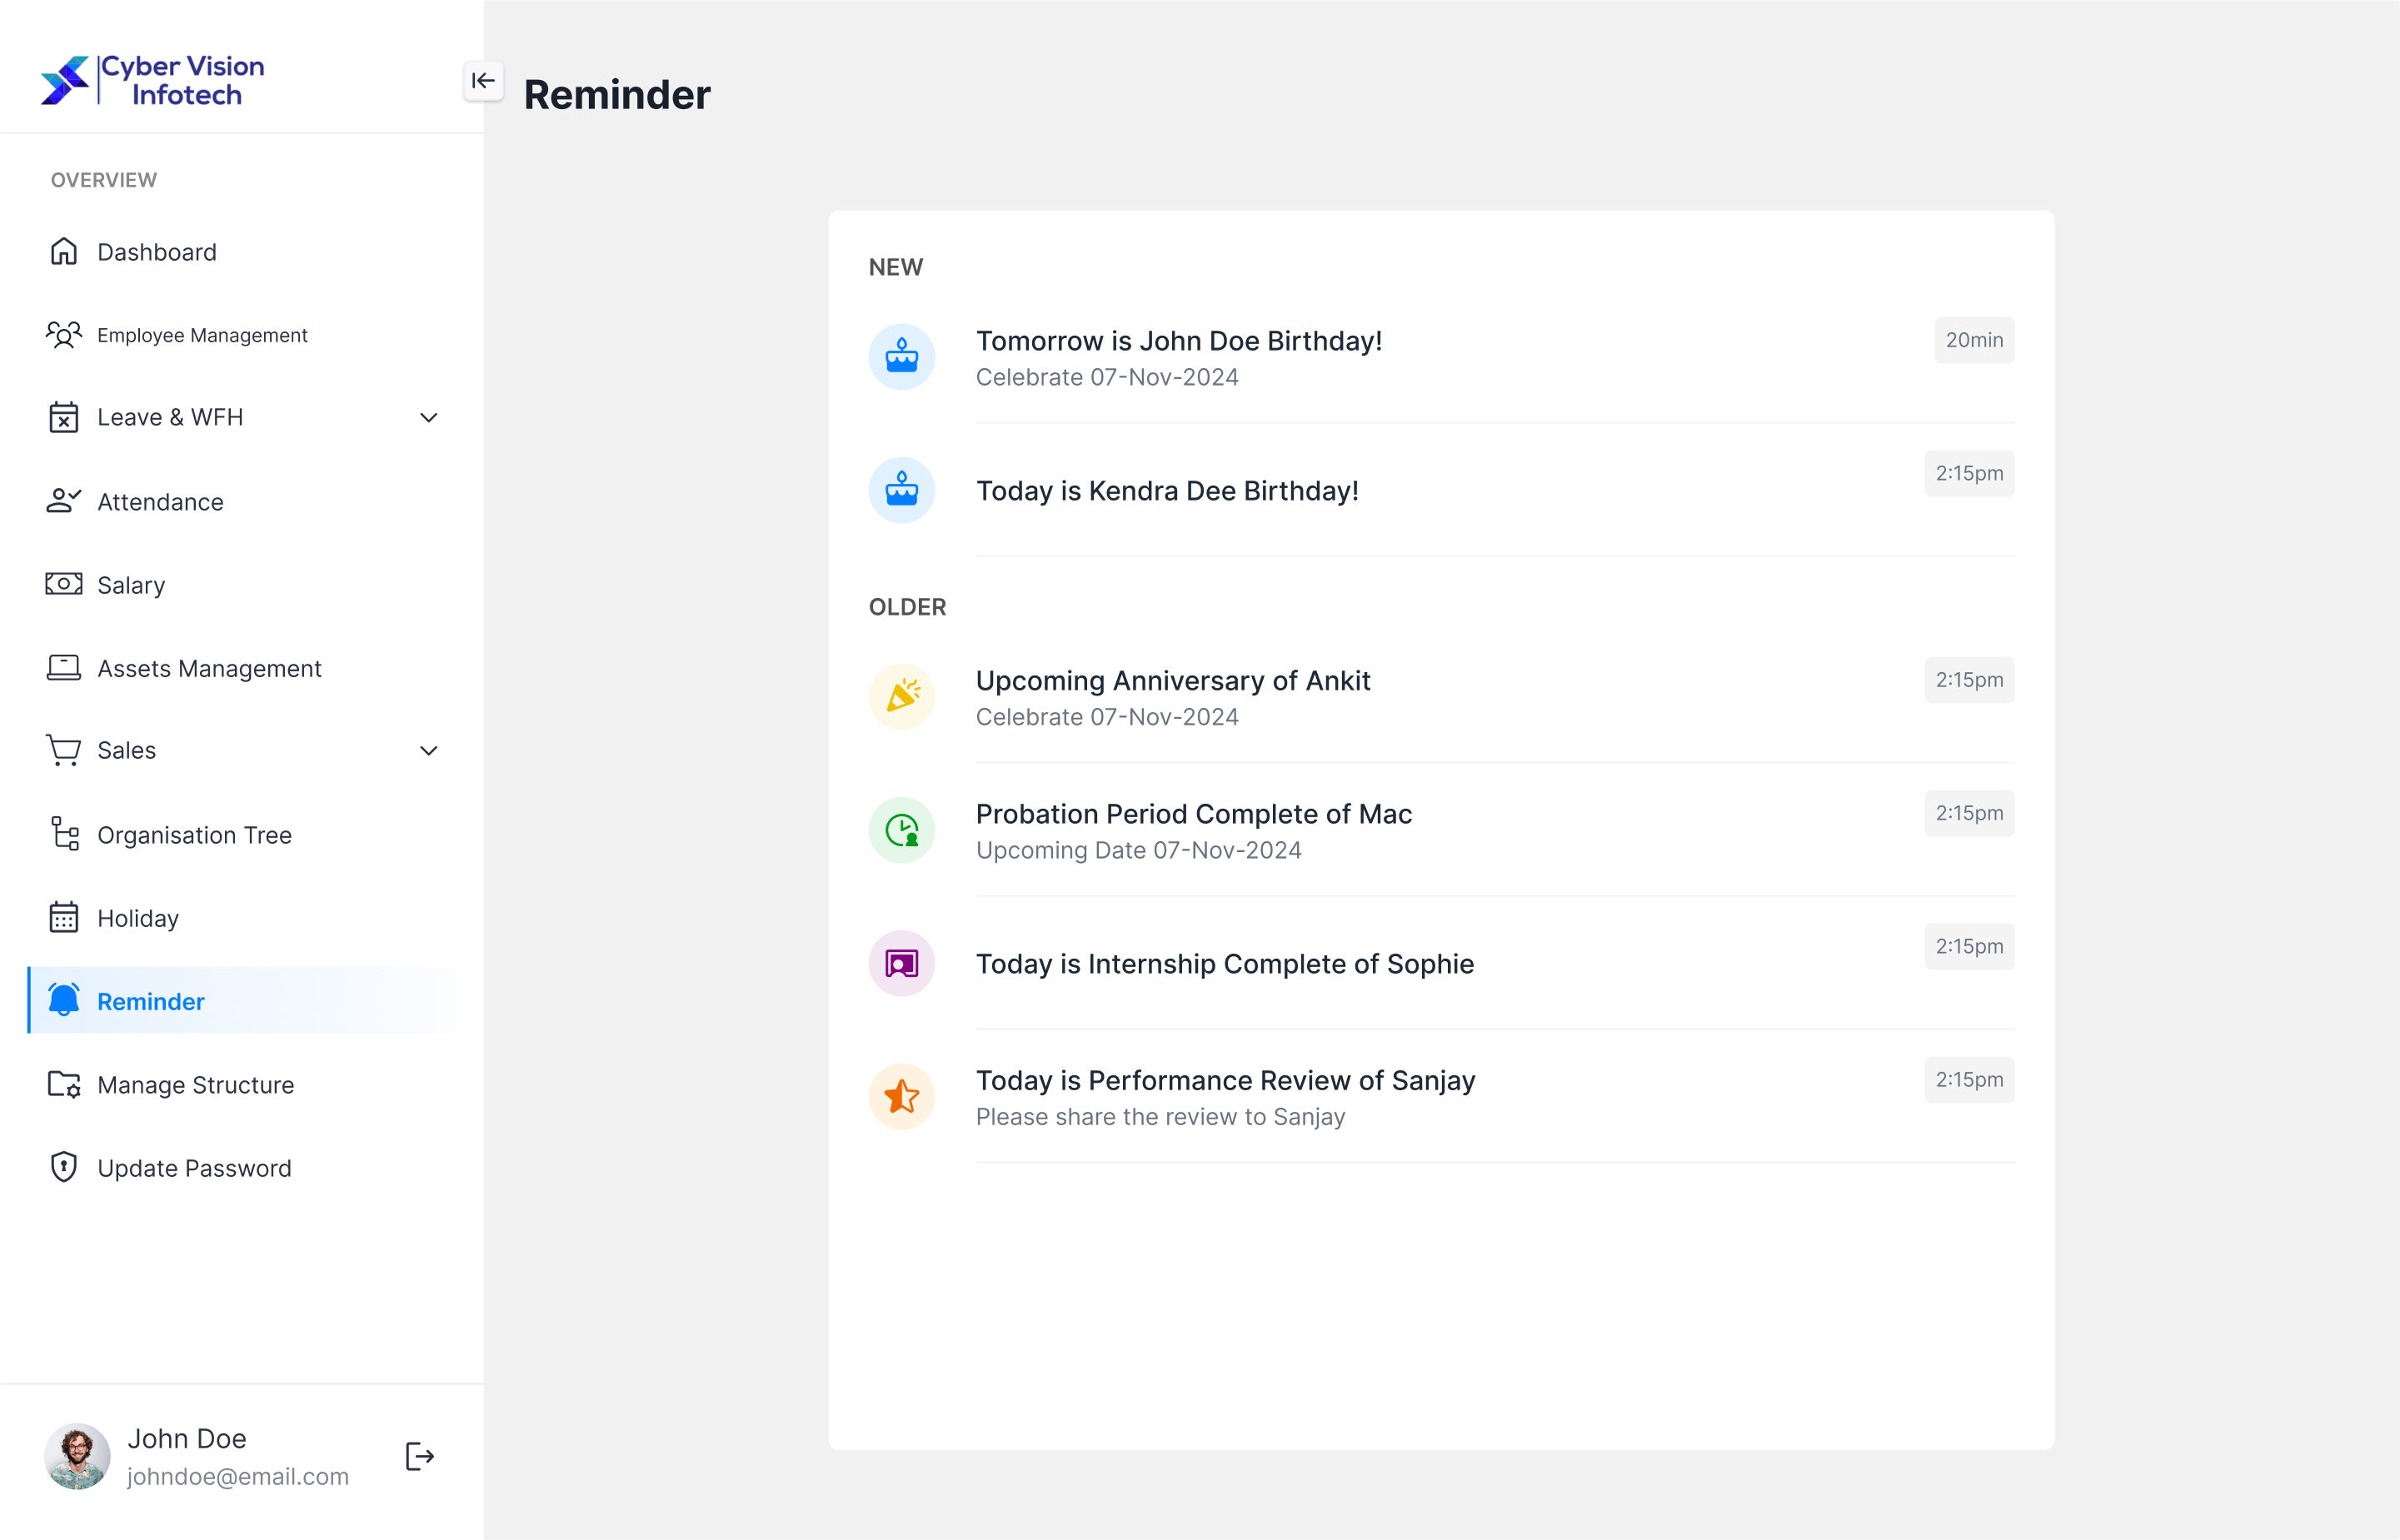 Cyber Vision
Infotech
OVERVIEW
Dashboard
Employee Management
Leave & WFH
Attendance
Salary
Assets Management
Sales
Organisation Tree
Holiday
Reminder
Manage Structure
Update Password
John Doe
johndoe@email.com
Reminder
NEW
Tomorrow is John Doe Birthday!
20min
Celebrate 07-Nov-2024
Today is Kendra Dee Birthday!
2:15pm
OLDER
Upcoming Anniversary of Ankit
2:15pm
Celebrate 07-Nov-2024
Probation Period Complete of Mac
2:15pm
Upcoming Date 07-Nov-2024
Today is Internship Complete of Sophie
2:15pm
Today is Performance Review of Sanjay
2:15pm
Please share the review to Sanjay